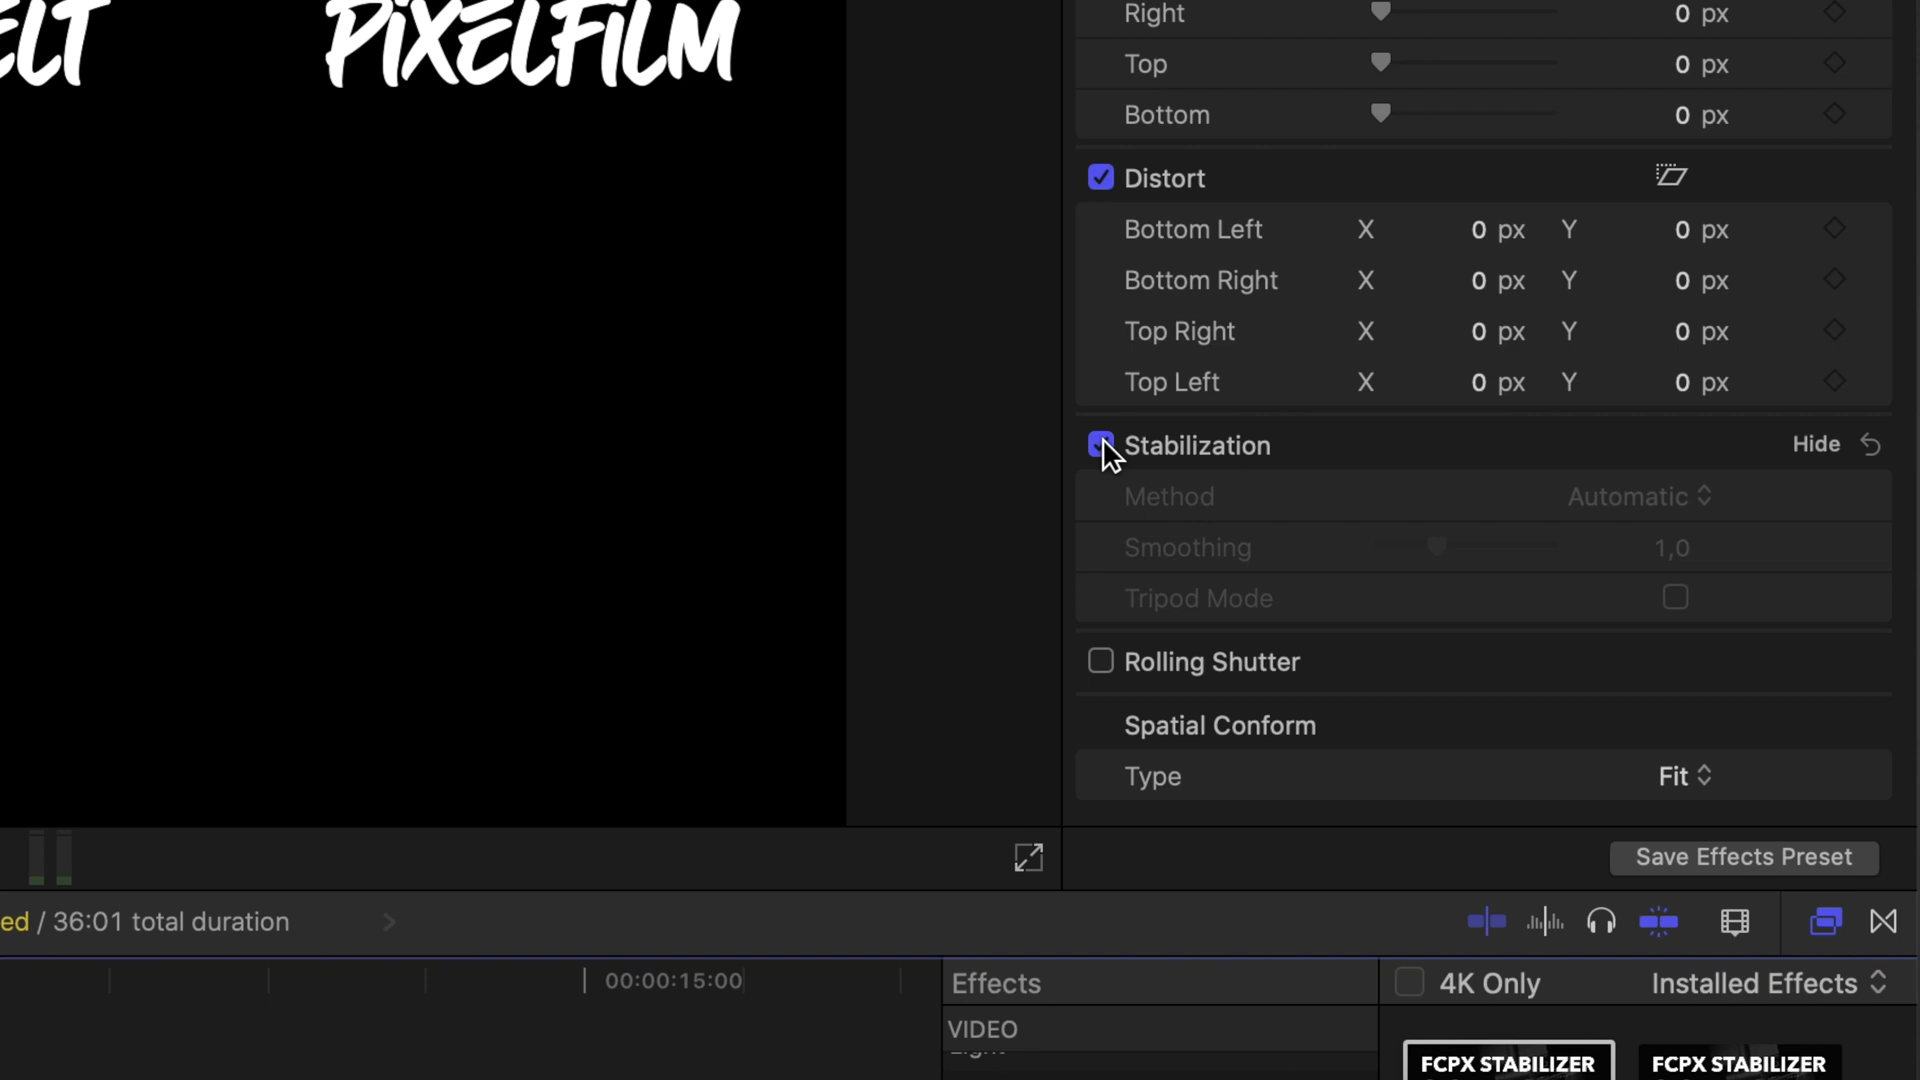 ELT PIXELFILM
Right 0 px
Top 0 px
Bottom 0 px
Distort
Bottom Left X 0 px Y 0 px
Bottom Right X 0 px Y 0 px
Top Right X 0 px Y 0 px
Top Left X 0 px Y 0 px
Stabilization Hide
Method Automatic
Smoothing 1,0
Tripod Mode
Rolling Shutter
Spatial Conform
Type Fit
Save Effects Preset
ed / 36:01 total duration
00:00:15:00
Effects 4K Only Installed Effects
VIDEO
Light
FCPX STABILIZER FCPX STABILIZER